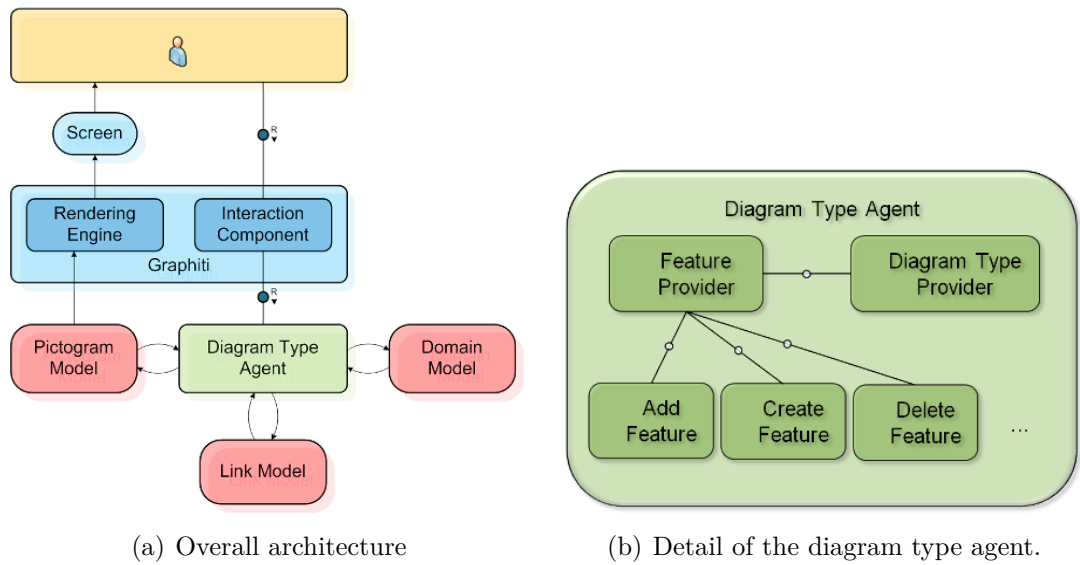 R
Screen
Rendering
Engine
Interaction
Component
Graphiti
R
Pictogram
Model
Diagram Type
Agent
Domain
Model
Link Model
(a) Overall architecture
Diagram Type Agent
Feature
Provider
Diagram Type
Provider
Add
Feature
Create
Feature
Delete
Feature
...
(b) Detail of the diagram type agent.